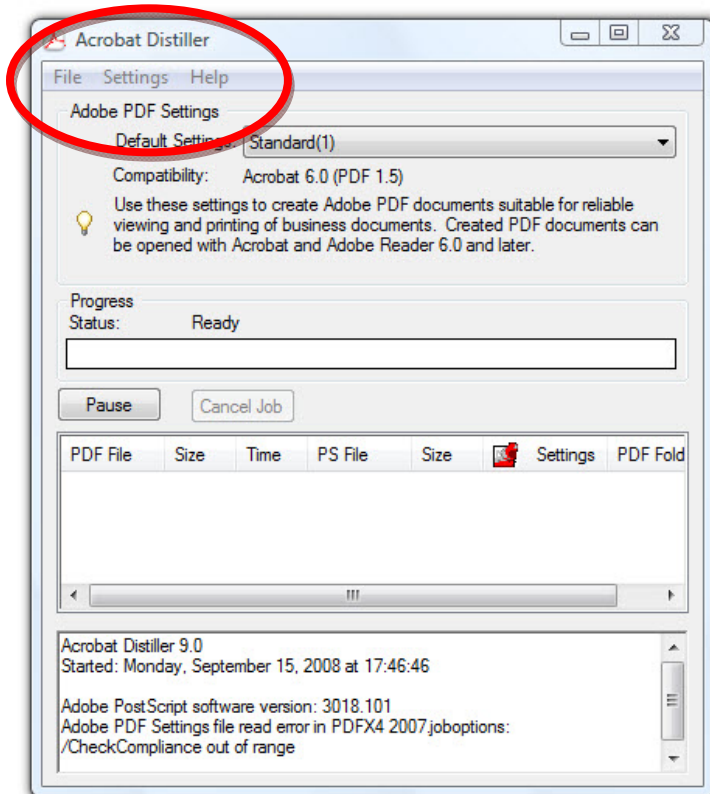 Acrobat Distiller
File Settings Help
Adobe PDF Settings
Default Settings: Standard(1)
Compatibility: Acrobat 6.0 (PDF 1.5)
Use these settings to create Adobe PDF documents suitable for reliable
viewing and printing of business documents. Created PDF documents can
be opened with Acrobat and Adobe Reader 6.0 and later.
Progress
Status: Ready
Pause Cancel Job
PDF File Size Time PS File Size Settings PDF Fold
Acrobat Distiller 9.0
Started: Monday, September 15, 2008 at 17:46:46
Adobe PostScript software version: 3018.101
Adobe PDF Settings file read error in PDFX4 2007.joboptions:
/CheckCompliance out of range